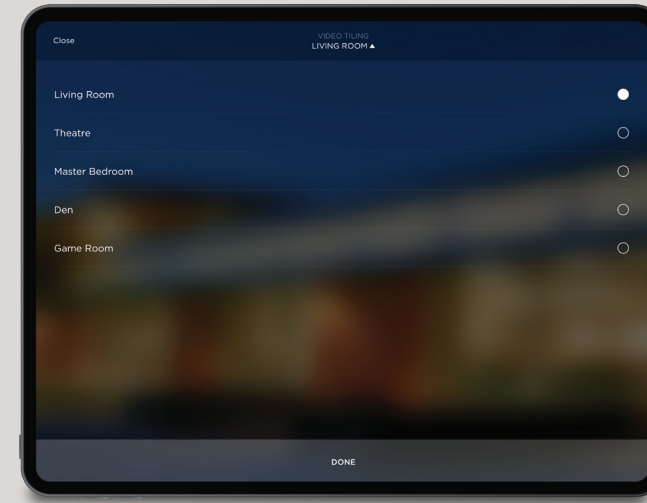 Close
VIDEO TILING
LIVING ROOM ▲
Living Room
Theatre
Master Bedroom
Den
Game Room
DONE